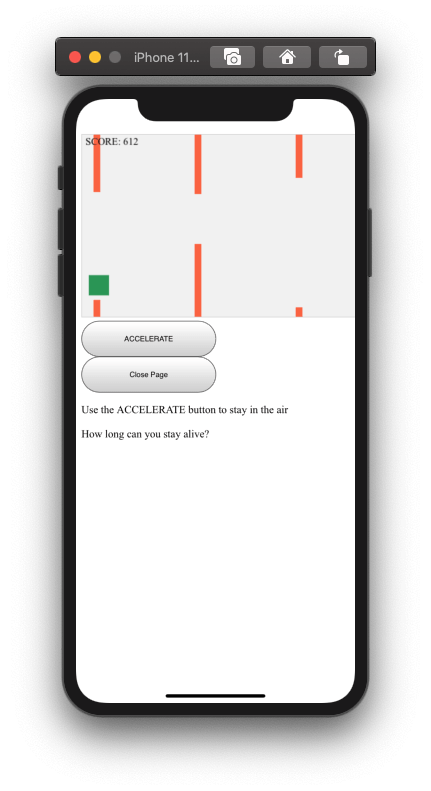 iPhone 11...
SCORE: 612
ACCELERATE
Close Page
Use the ACCELERATE button to stay in the air
How long can you stay alive?